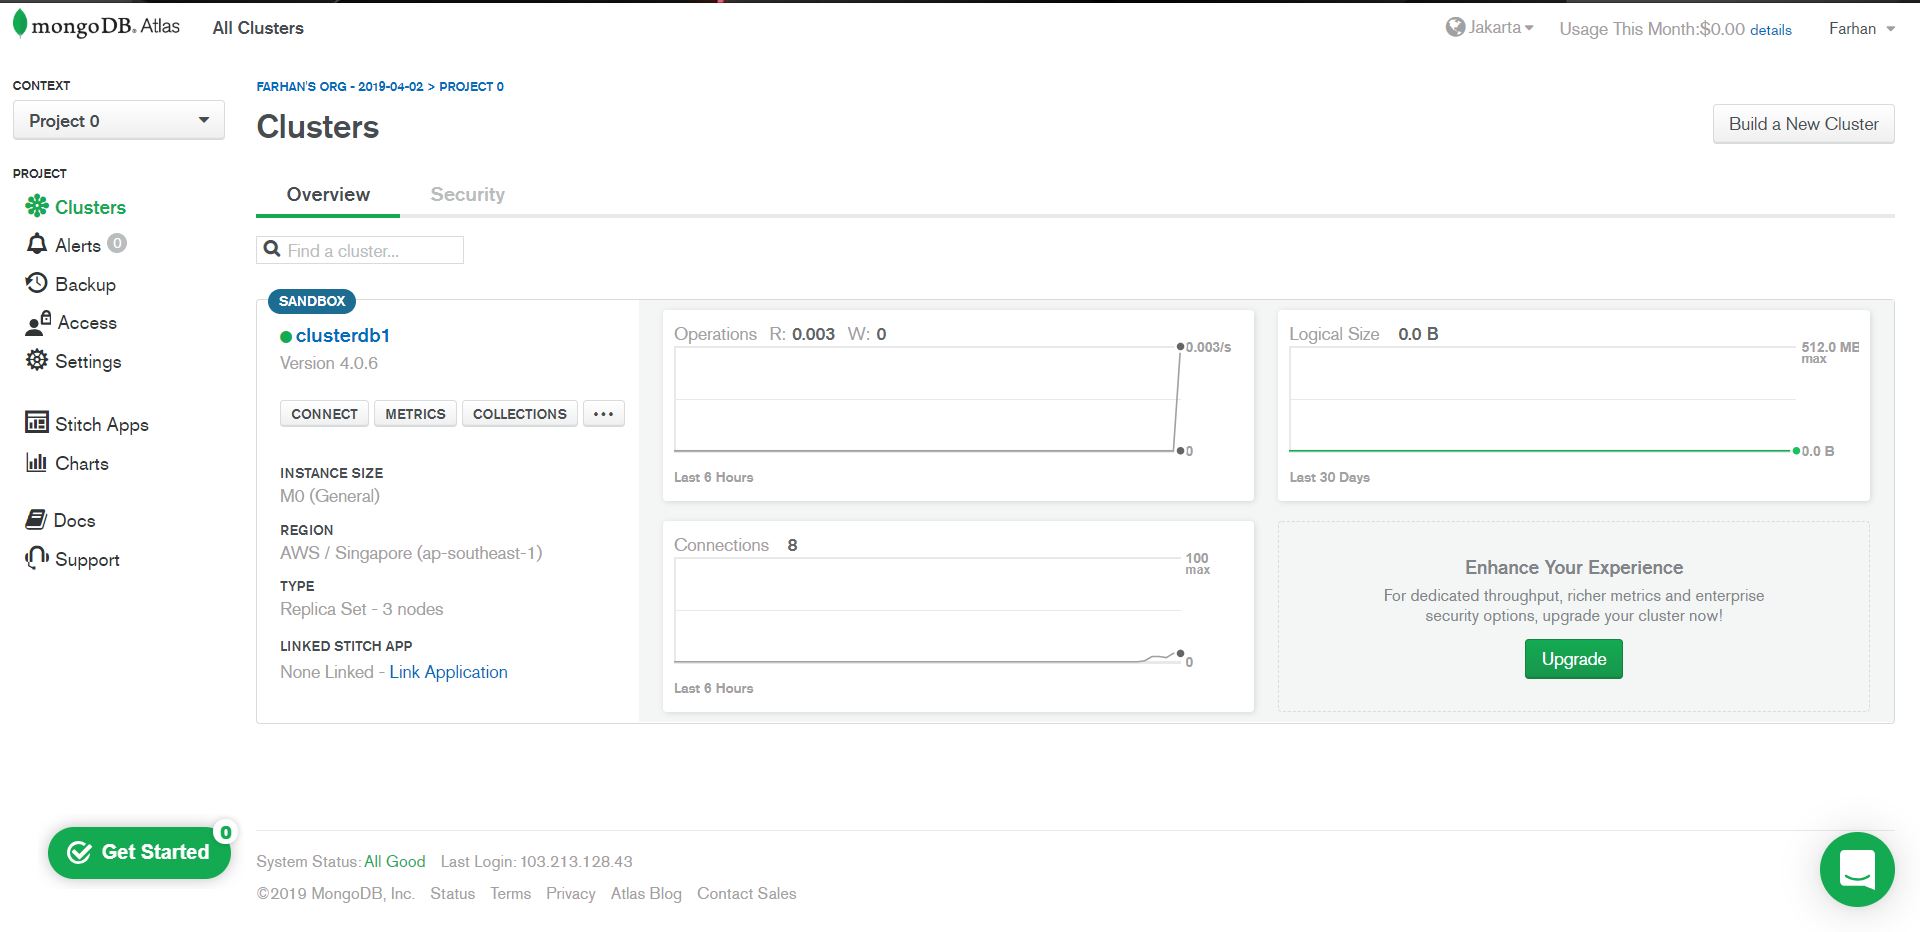 mongoDB. Atlas All Clusters Jakarta Usage This Month:$0.00 details Farhan
CONTEXT
Project 0
PROJECT
Clusters
Alerts 0
Backup
Access
Settings
Stitch Apps
Charts
Docs
Support
FARHAN'S ORG - 2019-04-02 > PROJECT 0
Clusters
Build a New Cluster
Overview Security
Find a cluster...
SANDBOX
clusterdb1
Version 4.0.6
CONNECT METRICS COLLECTIONS ...
INSTANCE SIZE
M0 (General)
REGION
AWS / Singapore (ap-southeast-1)
TYPE
Replica Set - 3 nodes
LINKED STITCH APP
None Linked - Link Application
Operations R: 0.003 W: 0
0.003/s
0
Last 6 Hours
Logical Size 0.0 B
512.0 MB
max
0.0 B
Last 30 Days
Connections 8
100
max
0
Last 6 Hours
Enhance Your Experience
For dedicated throughput, richer metrics and enterprise
security options, upgrade your cluster now!
Upgrade
Get Started 0
System Status: All Good Last Login: 103.213.128.43
©2019 MongoDB, Inc. Status Terms Privacy Atlas Blog Contact Sales